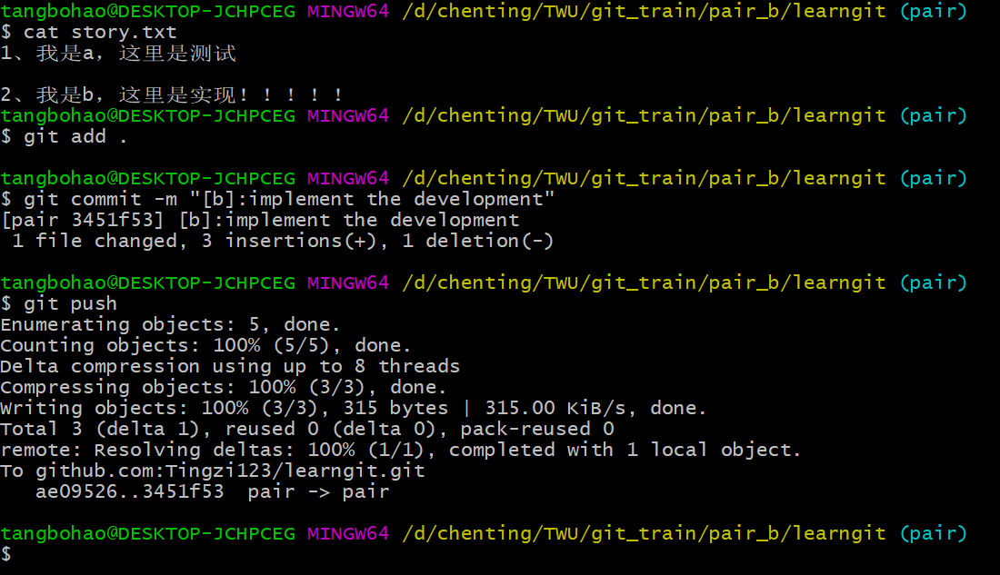 tangbohao@DESKTOP-JCHPCEG MINGW64 /d/chenting/TWU/git_train/pair_b/learngit (pair)
$ cat story.txt
1、我是a，这里是测试
2、我是b，这里是实现！！！！！
tangbohao@DESKTOP-JCHPCEG MINGW64 /d/chenting/TWU/git_train/pair_b/learngit (pair)
$ git add .
tangbohao@DESKTOP-JCHPCEG MINGW64 /d/chenting/TWU/git_train/pair_b/learngit (pair)
$ git commit -m "[b]:implement the development"
[pair 3451f53] [b]:implement the development
 1 file changed, 3 insertions(+), 1 deletion(-)
tangbohao@DESKTOP-JCHPCEG MINGW64 /d/chenting/TWU/git_train/pair_b/learngit (pair)
$ git push
Enumerating objects: 5, done.
Counting objects: 100% (5/5), done.
Delta compression using up to 8 threads
Compressing objects: 100% (3/3), done.
Writing objects: 100% (3/3), 315 bytes | 315.00 KiB/s, done.
Total 3 (delta 1), reused 0 (delta 0), pack-reused 0
remote: Resolving deltas: 100% (1/1), completed with 1 local object.
To github.com:Tingzi123/learngit.git
   ae09526..3451f53  pair -> pair
tangbohao@DESKTOP-JCHPCEG MINGW64 /d/chenting/TWU/git_train/pair_b/learngit (pair)
$